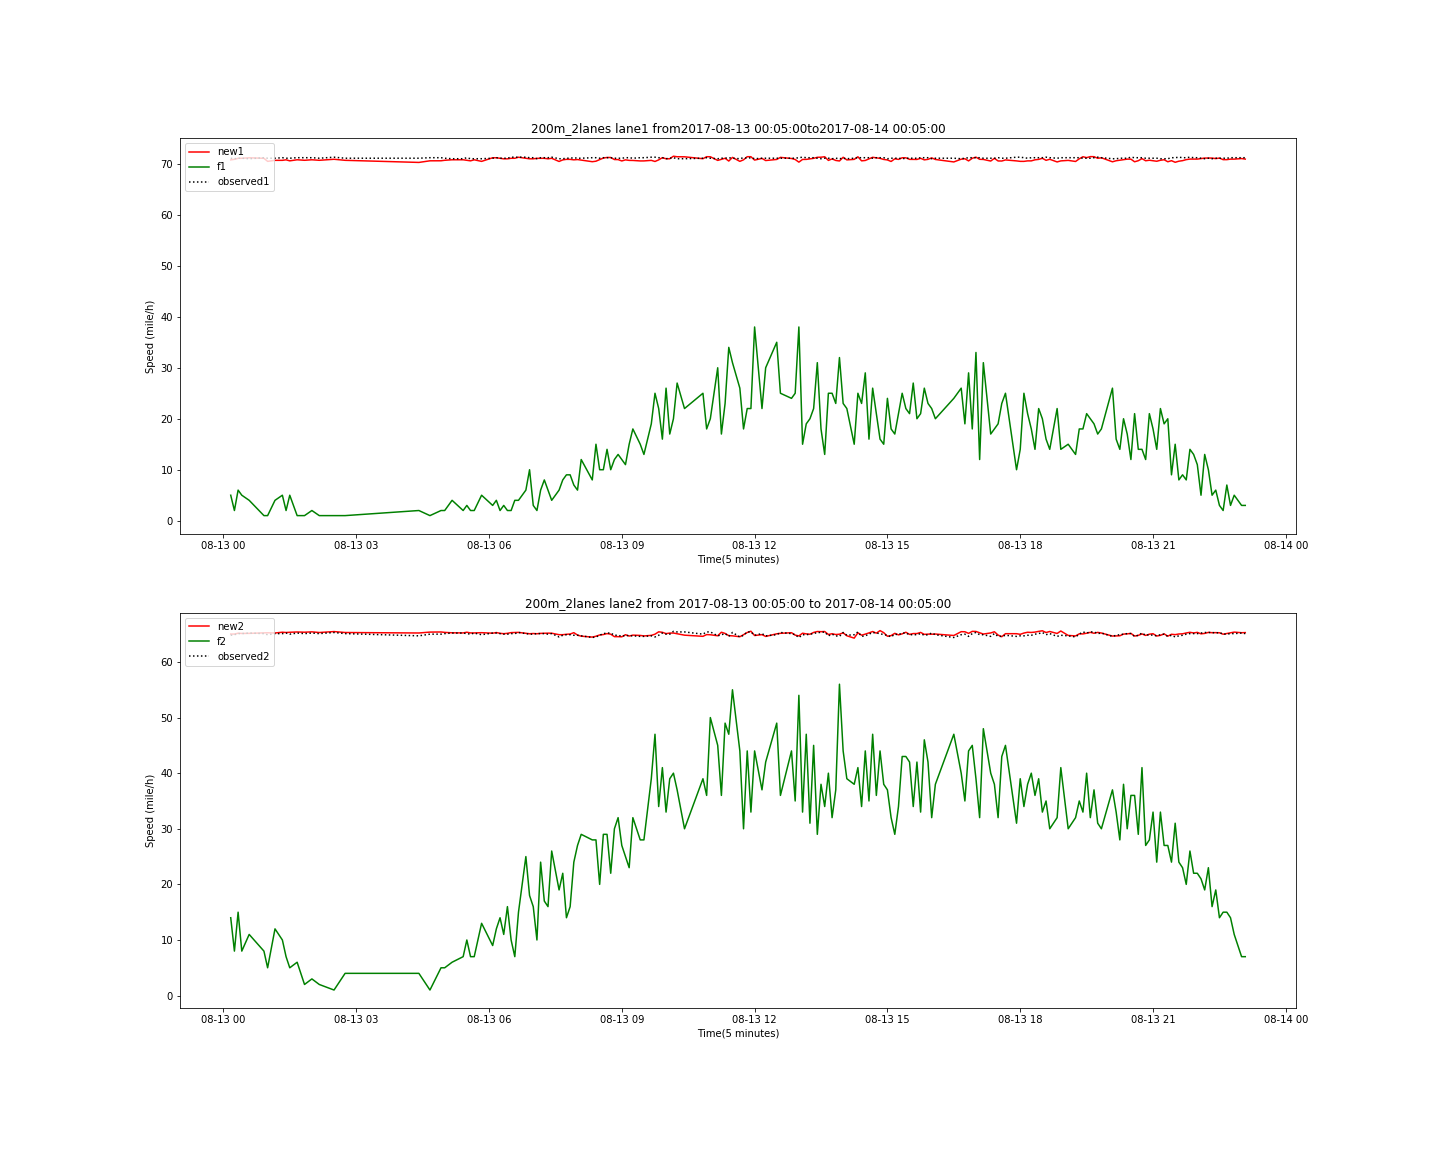 200m_2lanes lane1 from2017-08-13 00:05:00to2017-08-14 00:05:00
new1
f1
observed1
70
60
50
40
30
20
10
0
Speed (mile/h)
08-13 00 08-13 03 08-13 06 08-13 09 08-13 12 08-13 15 08-13 18 08-13 21 08-14 00
Time(5 minutes)
200m_2lanes lane2 from 2017-08-13 00:05:00 to 2017-08-14 00:05:00
new2
f2
observed2
60
50
40
30
20
10
0
Speed (mile/h)
08-13 00 08-13 03 08-13 06 08-13 09 08-13 12 08-13 15 08-13 18 08-13 21 08-14 00
Time(5 minutes)